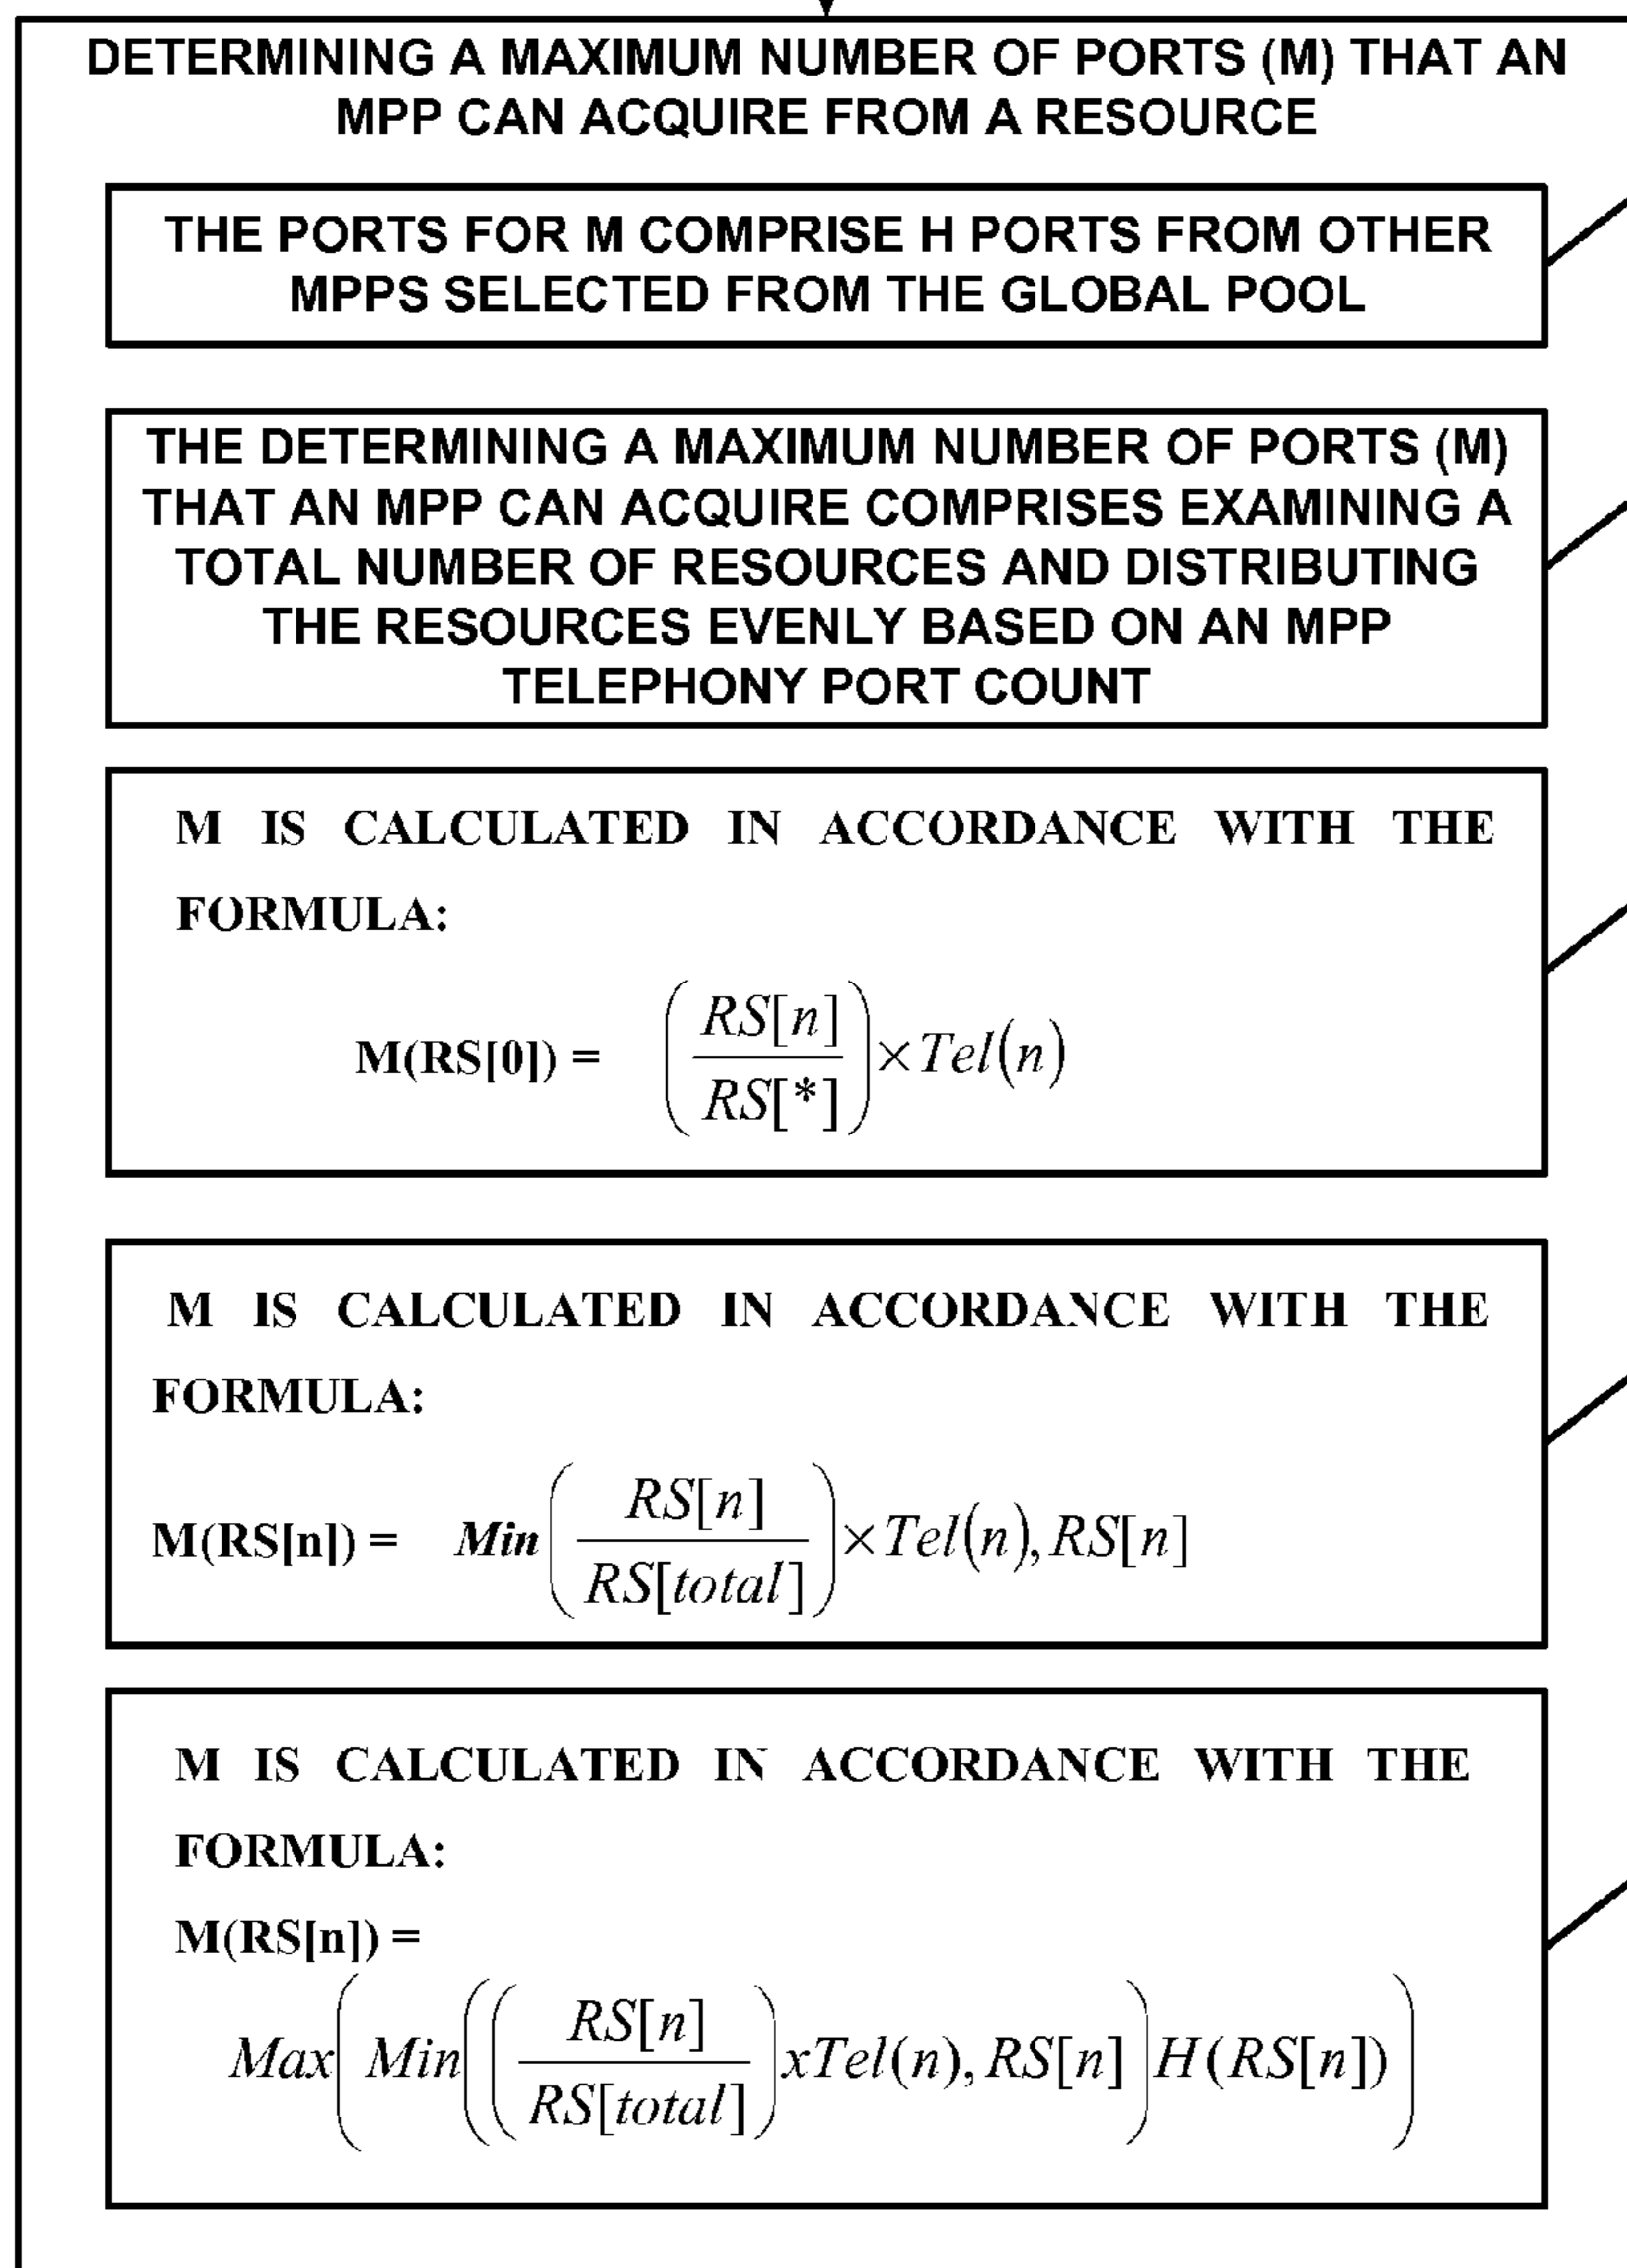 DETERMINING A MAXIMUM NUMBER OF PORTS (M) THAT AN
MPP CAN ACQUIRE FROM A RESOURCE
THE PORTS FOR M COMPRISE H PORTS FROM OTHER
MPPS SELECTED FROM THE GLOBAL POOL
THE DETERMINING A MAXIMUM NUMBER OF PORTS (M)
THAT AN MPP CAN ACQUIRE COMPRISES EXAMINING A
TOTAL NUMBER OF RESOURCES AND DISTRIBUTING
THE RESOURCES EVENLY BASED ON AN MPP
TELEPHONY PORT COUNT
M IS CALCULATED IN ACCORDANCE WITH THE
FORMULA:
M(RS[0]) = (RS[n] / RS[*]) × Tel(n)
M IS CALCULATED IN ACCORDANCE WITH THE
FORMULA:
M(RS[n]) = Min(RS[n] / RS[total]) × Tel(n), RS[n]
M IS CALCULATED IN ACCORDANCE WITH THE
FORMULA:
M(RS[n]) =
Max(Min(((RS[n] / RS[total]) xTel(n), RS[n]) H(RS[n]))